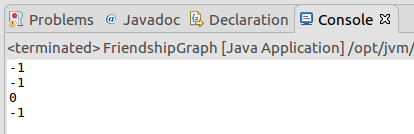 Problems @ Javadoc Declaration Console
<terminated> FriendshipGraph [Java Application] /opt/jvm/
-1
-1
0
-1